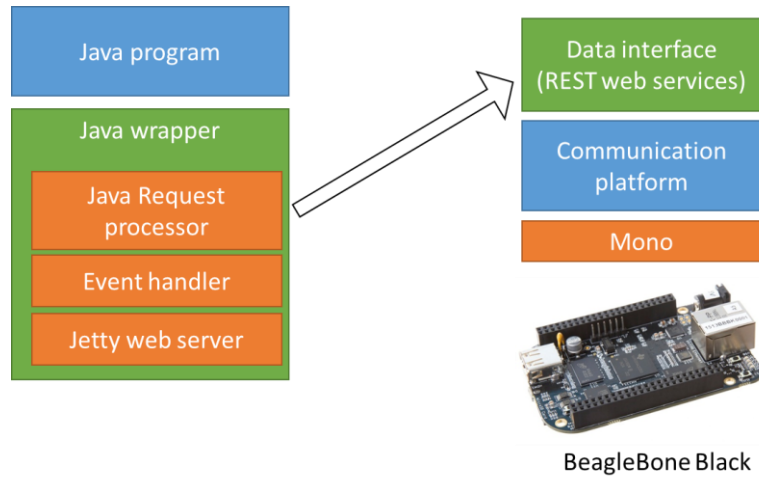 Java program
Java wrapper
Java Request
processor
Event handler
Jetty web server
Data interface
(REST web services)
Communication
platform
Mono
BeagleBone Black